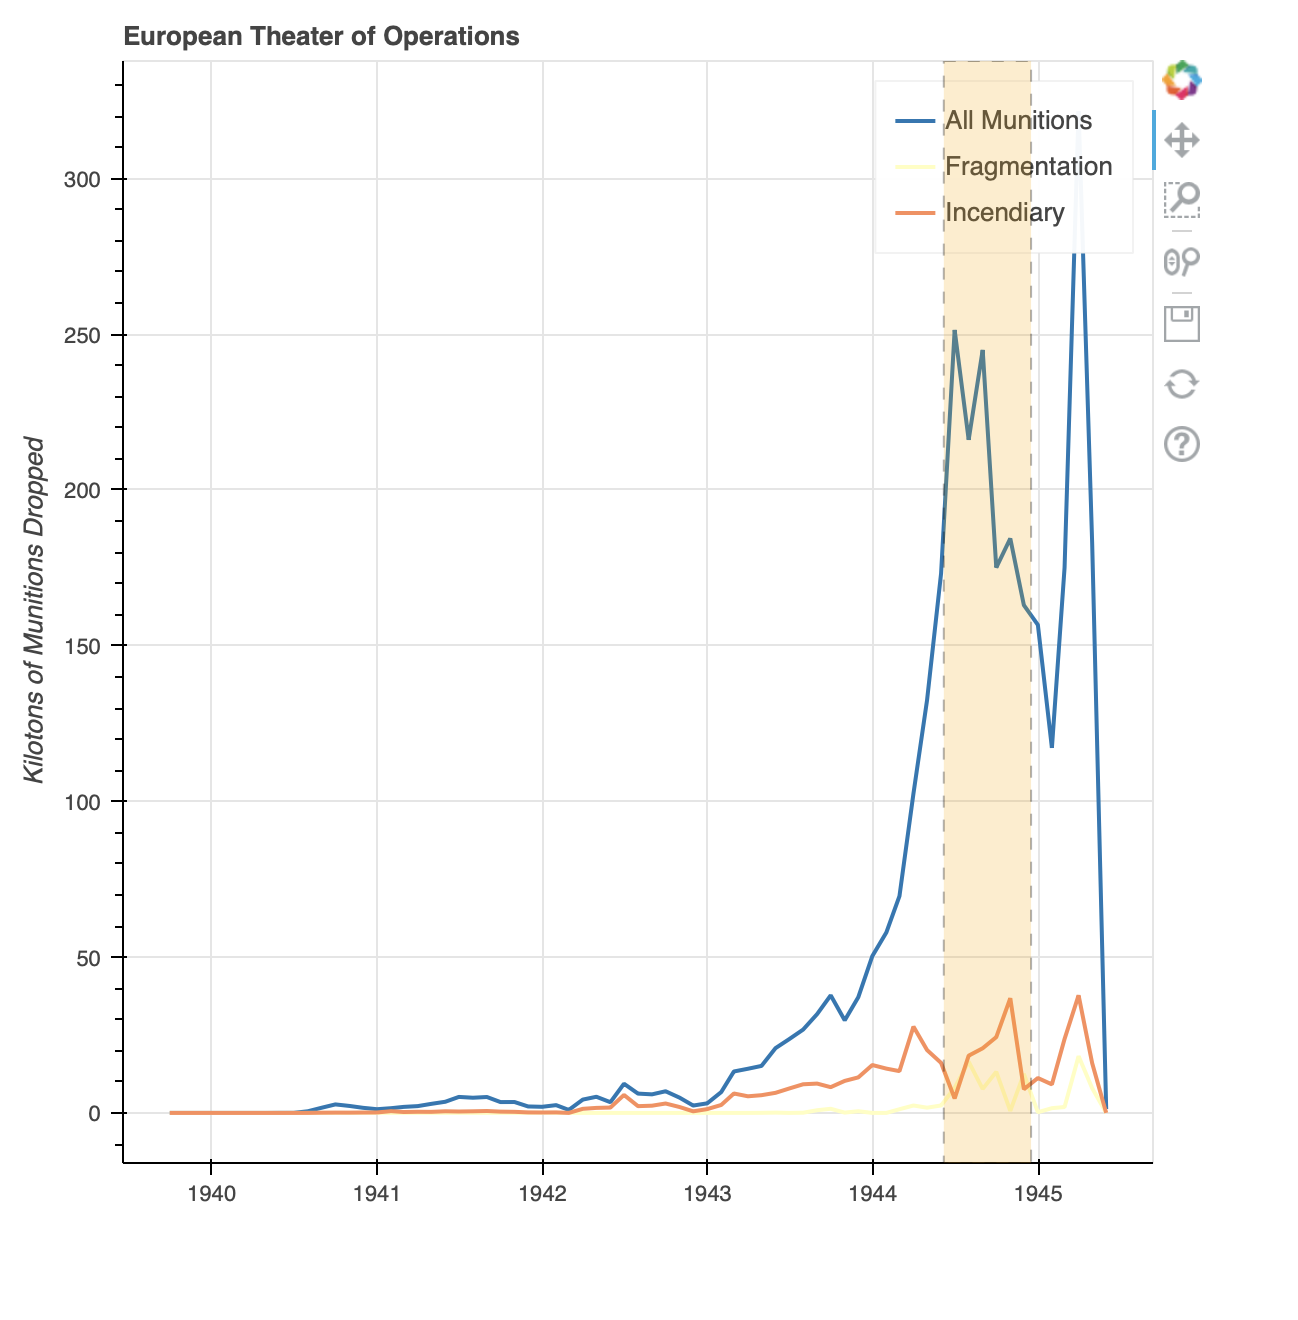 European Theater of Operations
All Munitions
Fragmentation
Incendiary
300
250
200
150
100
50
0
Kilotons of Munitions Dropped
1940 1941 1942 1943 1944 1945
?